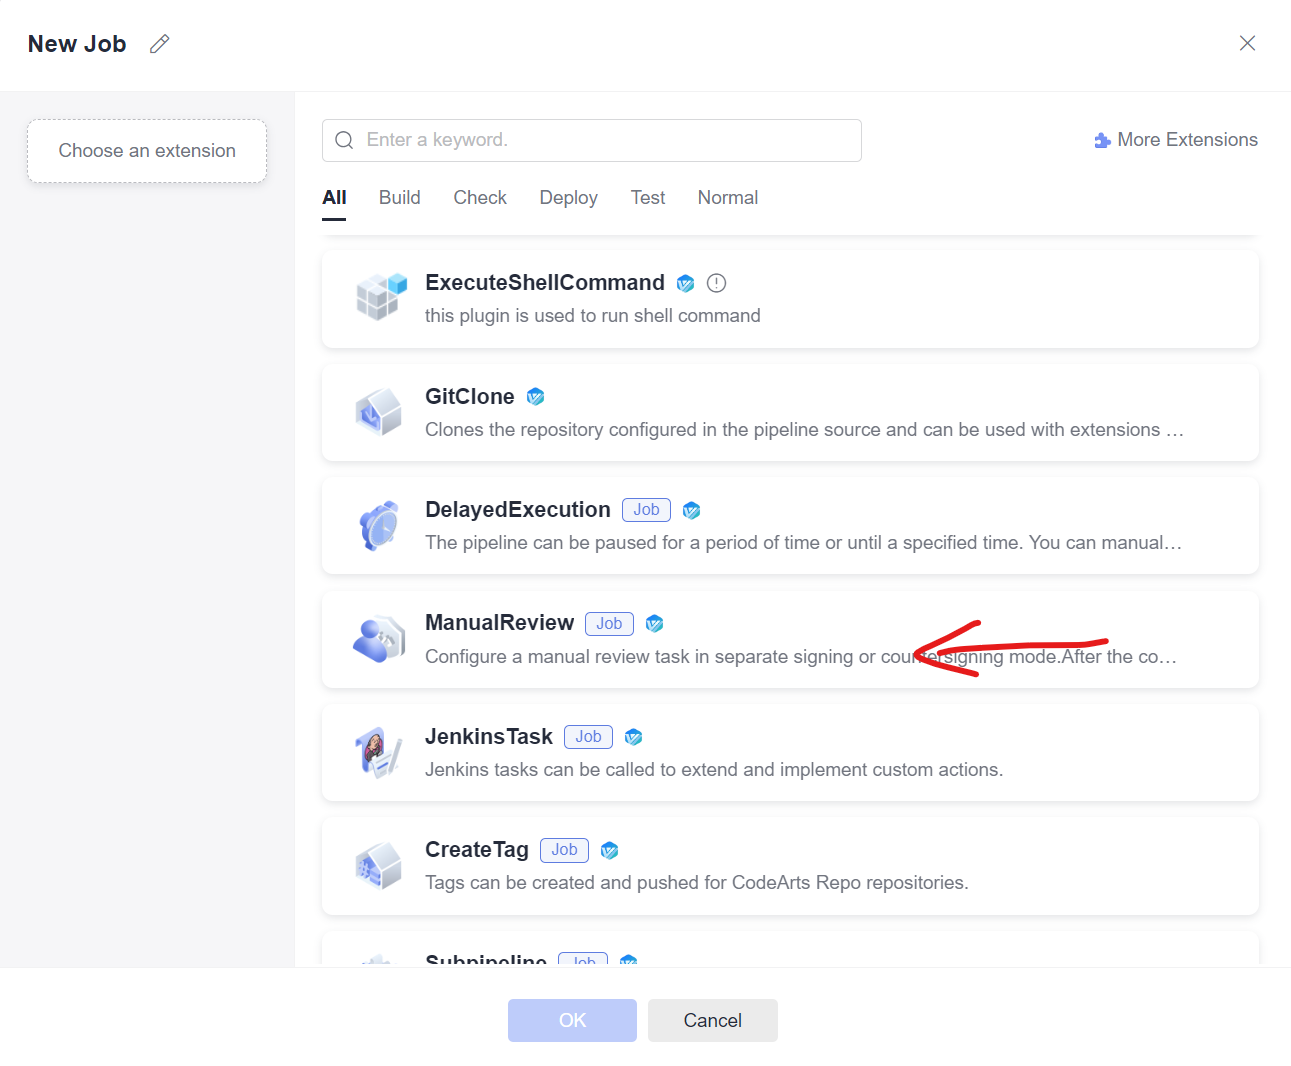 New Job
Choose an extension
Enter a keyword.
More Extensions
All Build Check Deploy Test Normal
ExecuteShellCommand
this plugin is used to run shell command
GitClone
Clones the repository configured in the pipeline source and can be used with extensions …
DelayedExecution Job
The pipeline can be paused for a period of time or until a specified time. You can manual…
ManualReview Job
Configure a manual review task in separate signing or countersigning mode.After the co…
JenkinsTask Job
Jenkins tasks can be called to extend and implement custom actions.
CreateTag Job
Tags can be created and pushed for CodeArts Repo repositories.
Subpipeline Job
OK Cancel